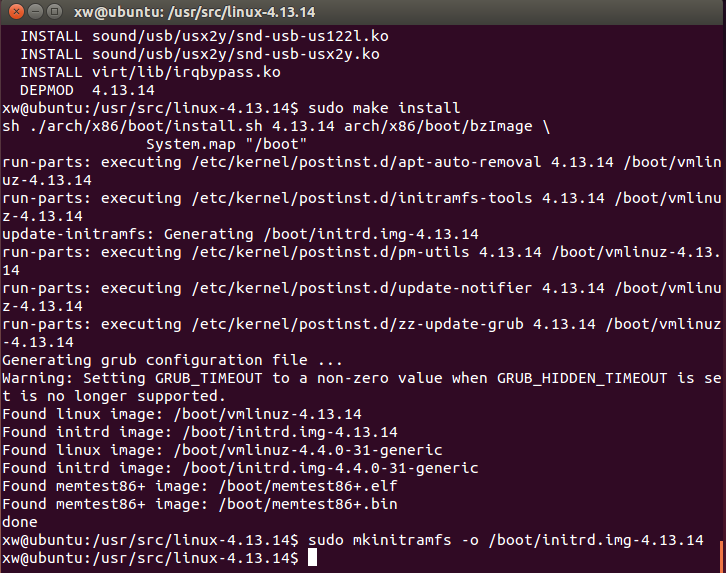 xw@ubuntu: /usr/src/linux-4.13.14
INSTALL sound/usb/usx2y/snd-usb-us122l.ko
INSTALL sound/usb/usx2y/snd-usb-usx2y.ko
INSTALL virt/lib/irqbypass.ko
DEPMOD  4.13.14
xw@ubuntu:/usr/src/linux-4.13.14$ sudo make install
sh ./arch/x86/boot/install.sh 4.13.14 arch/x86/boot/bzImage \
System.map "/boot"
run-parts: executing /etc/kernel/postinst.d/apt-auto-removal 4.13.14 /boot/vmlin
uz-4.13.14
run-parts: executing /etc/kernel/postinst.d/initramfs-tools 4.13.14 /boot/vmlinu
z-4.13.14
update-initramfs: Generating /boot/initrd.img-4.13.14
run-parts: executing /etc/kernel/postinst.d/pm-utils 4.13.14 /boot/vmlinuz-4.13.
14
run-parts: executing /etc/kernel/postinst.d/update-notifier 4.13.14 /boot/vmlinu
z-4.13.14
run-parts: executing /etc/kernel/postinst.d/zz-update-grub 4.13.14 /boot/vmlinuz
-4.13.14
Generating grub configuration file ...
Warning: Setting GRUB_TIMEOUT to a non-zero value when GRUB_HIDDEN_TIMEOUT is se
t is no longer supported.
Found linux image: /boot/vmlinuz-4.13.14
Found initrd image: /boot/initrd.img-4.13.14
Found linux image: /boot/vmlinuz-4.4.0-31-generic
Found initrd image: /boot/initrd.img-4.4.0-31-generic
Found memtest86+ image: /boot/memtest86+.elf
Found memtest86+ image: /boot/memtest86+.bin
done
xw@ubuntu:/usr/src/linux-4.13.14$ sudo mkinitramfs -o /boot/initrd.img-4.13.14
xw@ubuntu:/usr/src/linux-4.13.14$